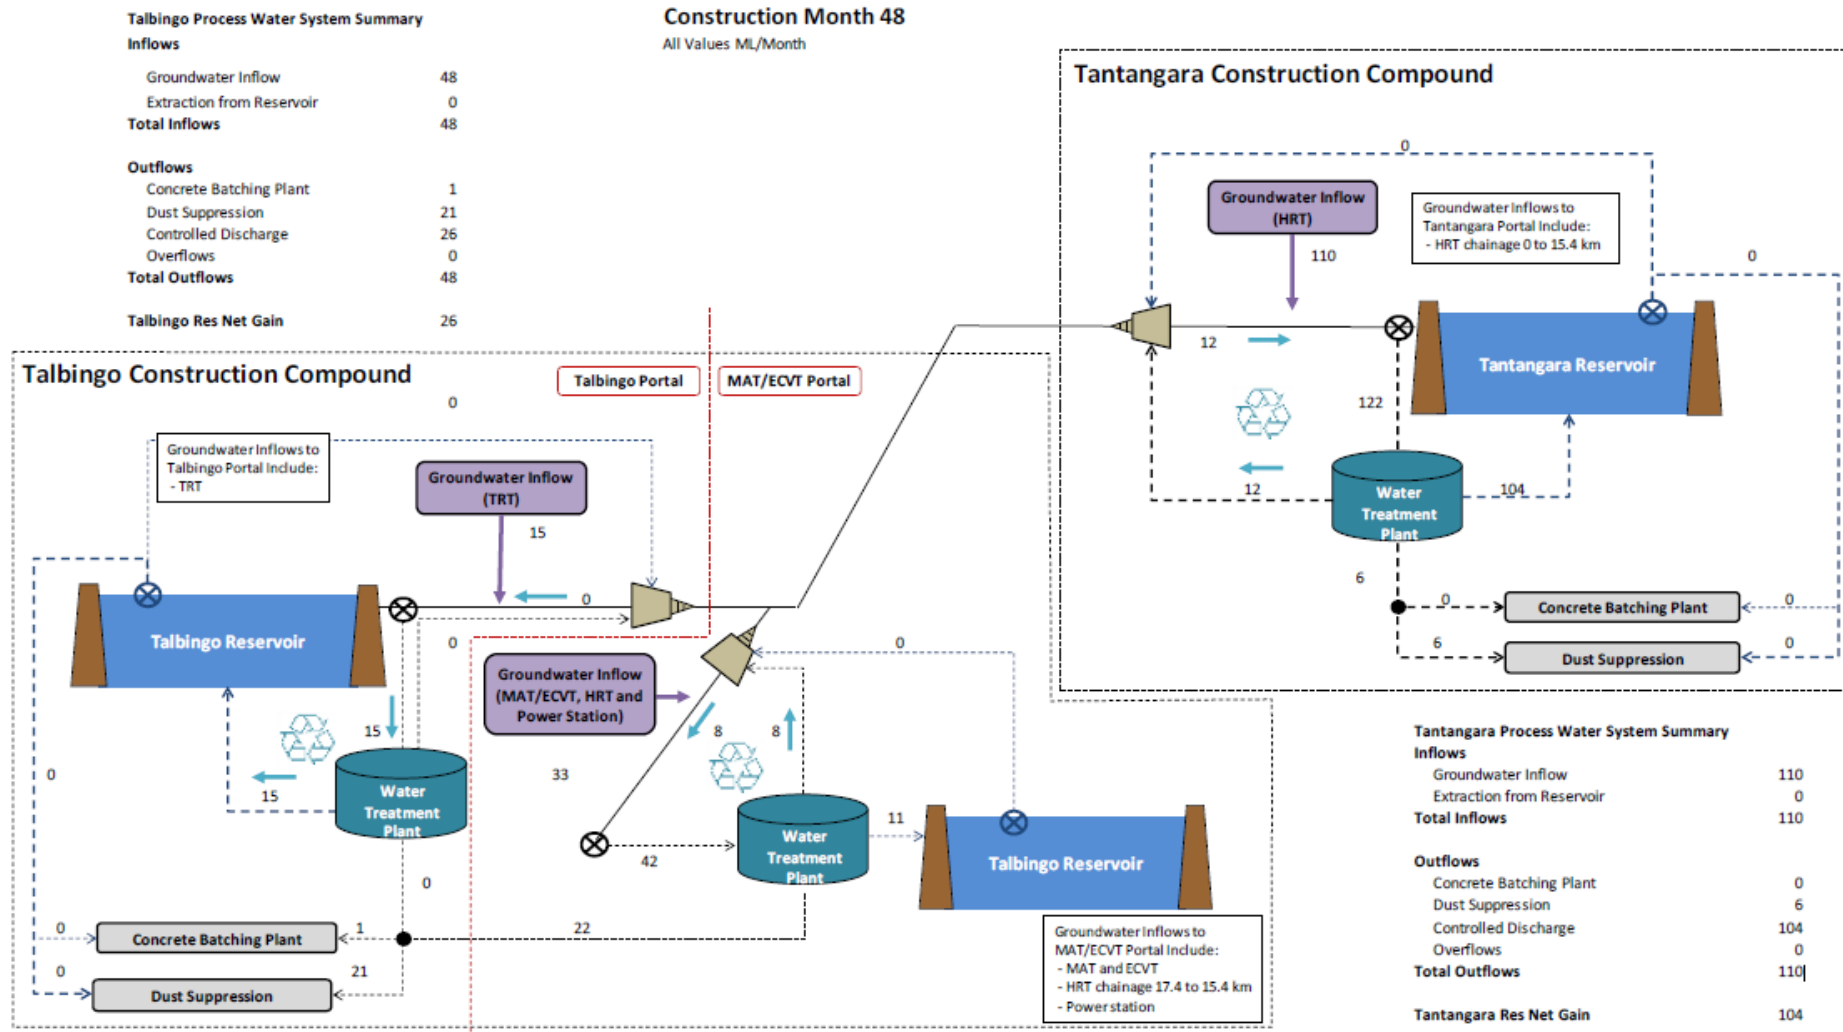 Talbingo Process Water System Summary
Inflows
Groundwater Inflow 48
Extraction from Reservoir 0
Total Inflows 48
Outflows
Concrete Batching Plant 1
Dust Suppression 21
Controlled Discharge 26
Overflows 0
Total Outflows 48
Talbingo Res Net Gain 26
Construction Month 48
All Values ML/Month
Tantangara Construction Compound
0
Groundwater Inflow
(HRT)
110
Groundwater Inflows to
Tantangara Portal Include:
- HRT chainage 0 to 15.4 km
0
12
Tantangara Reservoir
122
12
Water
Treatment
Plant
104
6
0
Concrete Batching Plant
0
6
Dust Suppression
0
Talbingo Construction Compound
Talbingo Portal
MAT/ECVT Portal
0
Groundwater Inflows to
Talbingo Portal Include:
- TRT
Groundwater Inflow
(TRT)
15
0
Talbingo Reservoir
0
Groundwater Inflow
(MAT/ECVT, HRT and
Power Station)
0
15
8
8
0
15
33
Water
Treatment
Plant
42
Water
Treatment
Plant
11
Talbingo Reservoir
0
0
Concrete Batching Plant
1
22
0
Dust Suppression
21
Groundwater Inflows to
MAT/ECVT Portal Include:
- MAT and ECVT
- HRT chainage 17.4 to 15.4 km
- Power station
Tantangara Process Water System Summary
Inflows
Groundwater Inflow 110
Extraction from Reservoir 0
Total Inflows 110
Outflows
Concrete Batching Plant 0
Dust Suppression 6
Controlled Discharge 104
Overflows 0
Total Outflows 110
Tantangara Res Net Gain 104